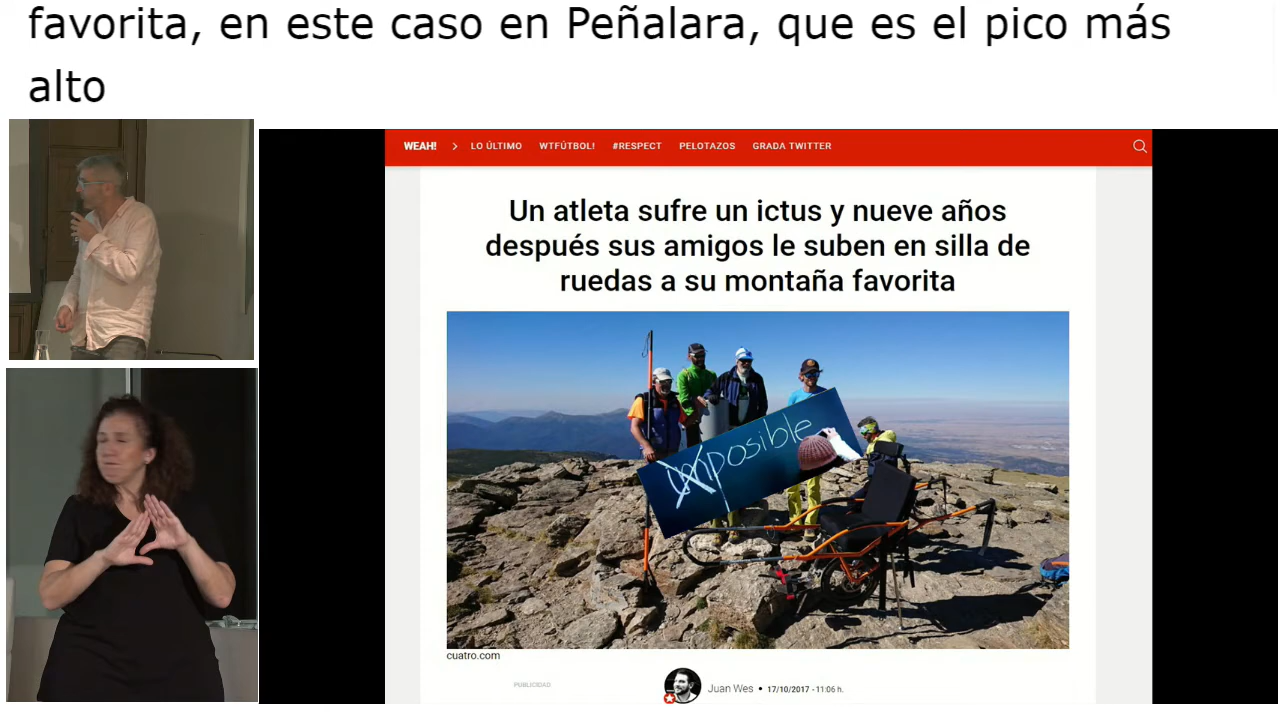 favorita, en este caso en Peñalara, que es el pico más
alto
WEAH! > LO ÚLTIMO WTFÚTBOL! #RESPECT PELOTAZOS GRADA TWITTER
Un atleta sufre un ictus y nueve años
después sus amigos le suben en silla de
ruedas a su montaña favorita
imposible
cuatro.com
PUBLICIDAD
Juan Wes • 17/10/2017 - 11:06 h.